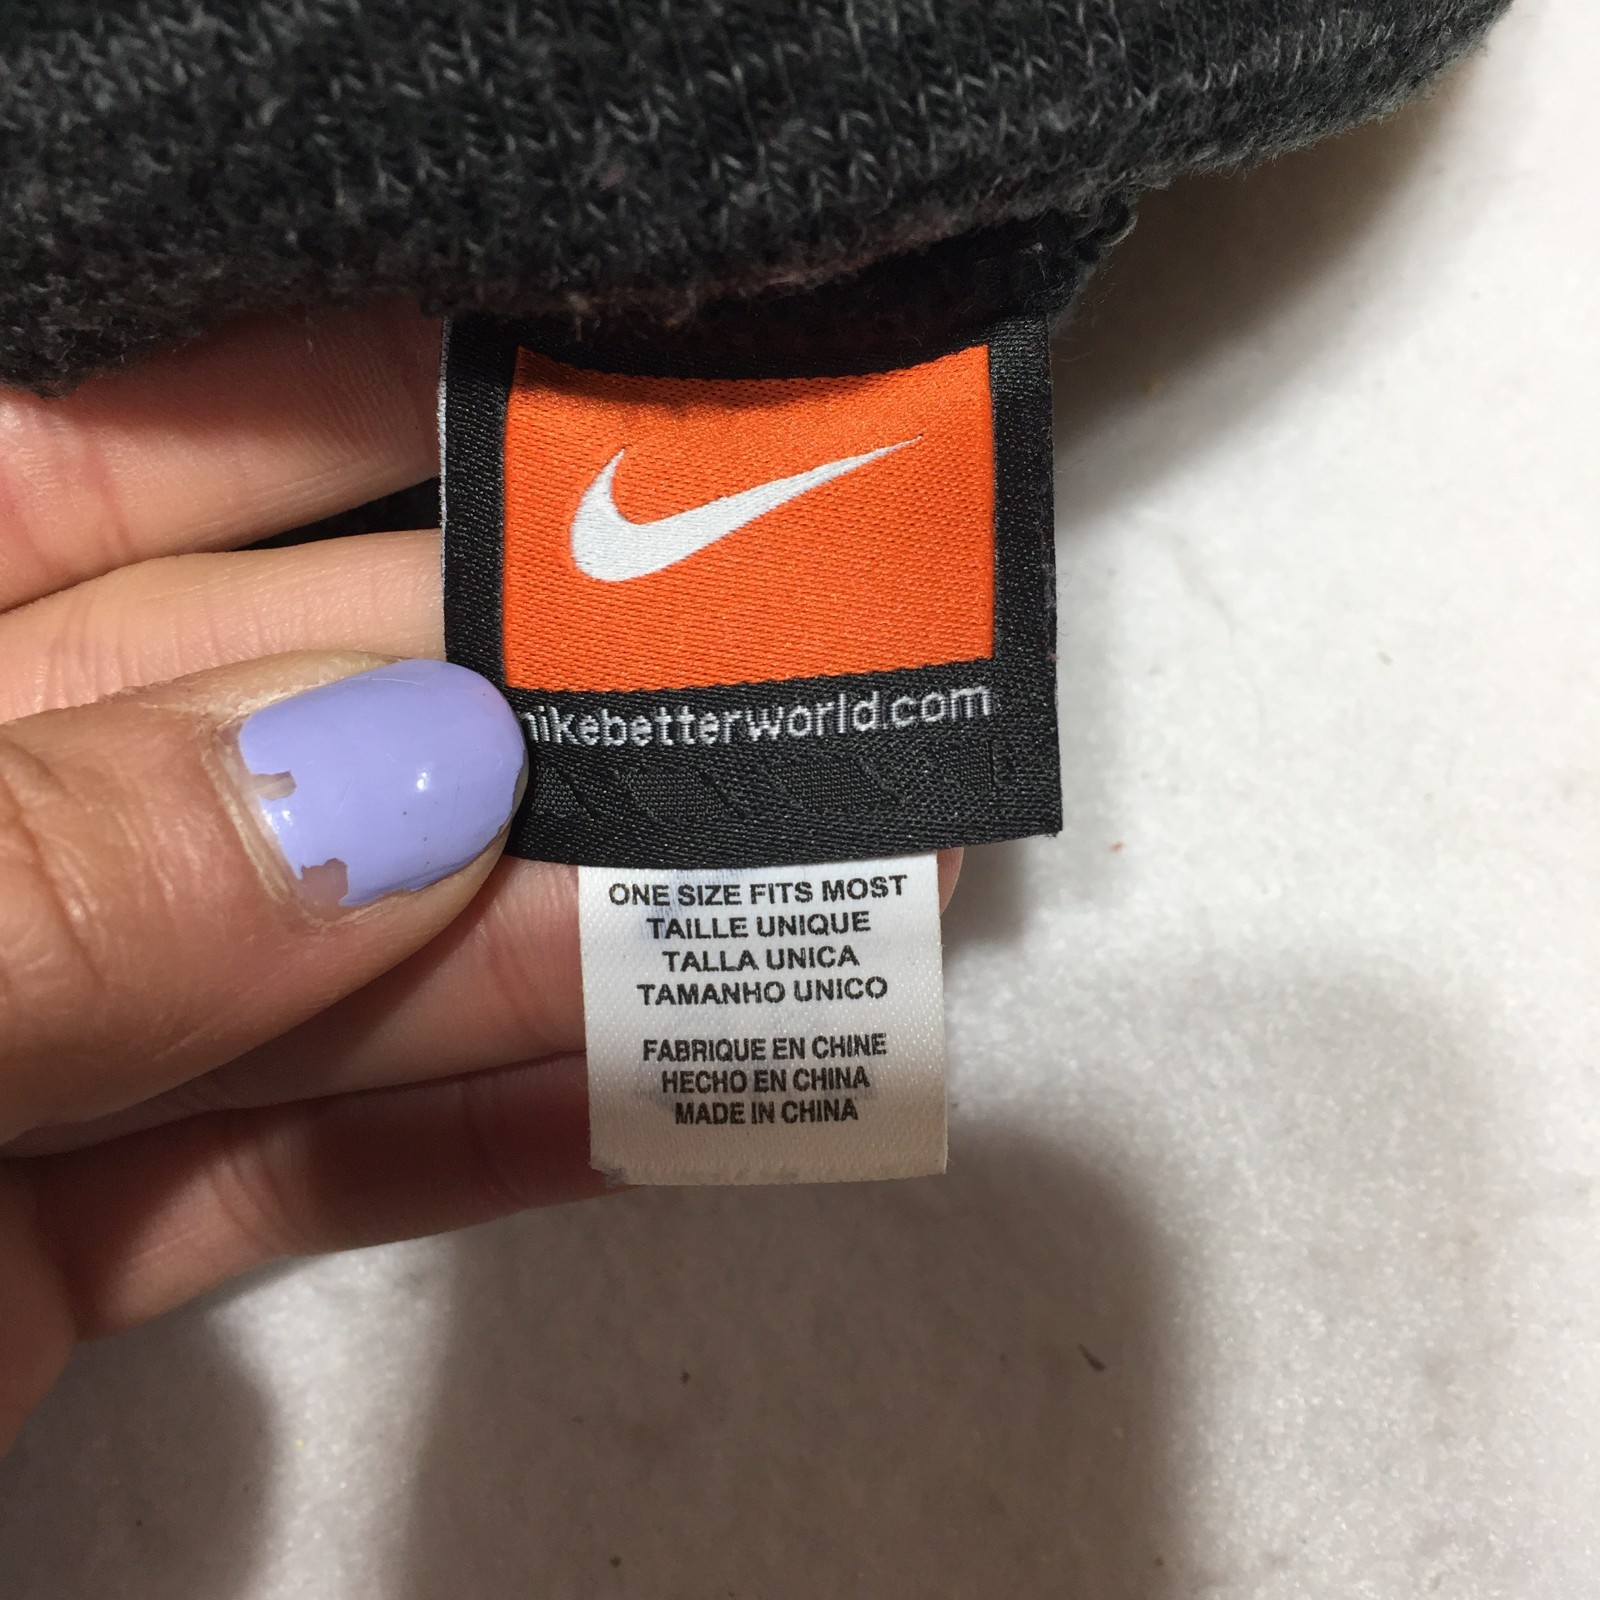 nikebetterworld.com
ONE SIZE FITS MOST
TAILLE UNIQUE
TALLA UNICA
TAMANHO UNICO
FABRIQUE EN CHINE
HECHO EN CHINA
MADE IN CHINA